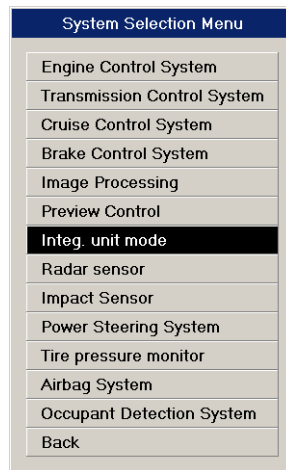 System Selection Menu
Engine Control System
Transmission Control System
Cruise Control System
Brake Control System
Image Processing
Preview Control
Integ. unit mode
Radar sensor
Impact Sensor
Power Steering System
Tire pressure monitor
Airbag System
Occupant Detection System
Back